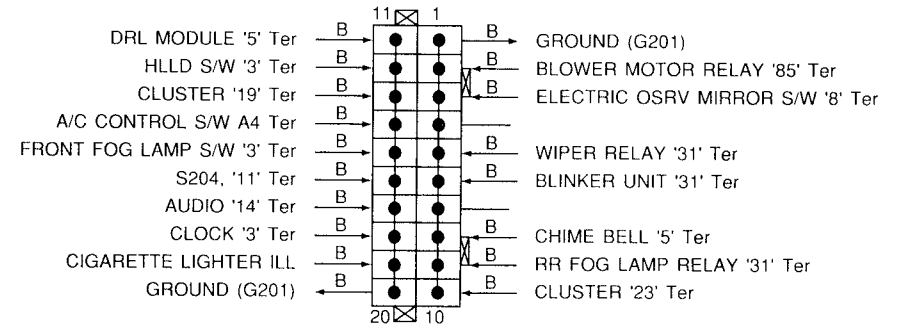 11 1
DRL MODULE '5' Ter B B GROUND (G201)
HLLD S/W '3' Ter B B BLOWER MOTOR RELAY '85' Ter
CLUSTER '19' Ter B B ELECTRIC OSRV MIRROR S/W '8' Ter
A/C CONTROL S/W A4 Ter B
FRONT FOG LAMP S/W '3' Ter B B WIPER RELAY '31' Ter
S204, '11' Ter B B BLINKER UNIT '31' Ter
AUDIO '14' Ter B
CLOCK '3' Ter B B CHIME BELL '5' Ter
CIGARETTE LIGHTER ILL B B RR FOG LAMP RELAY '31' Ter
GROUND (G201) B B CLUSTER '23' Ter
20 10